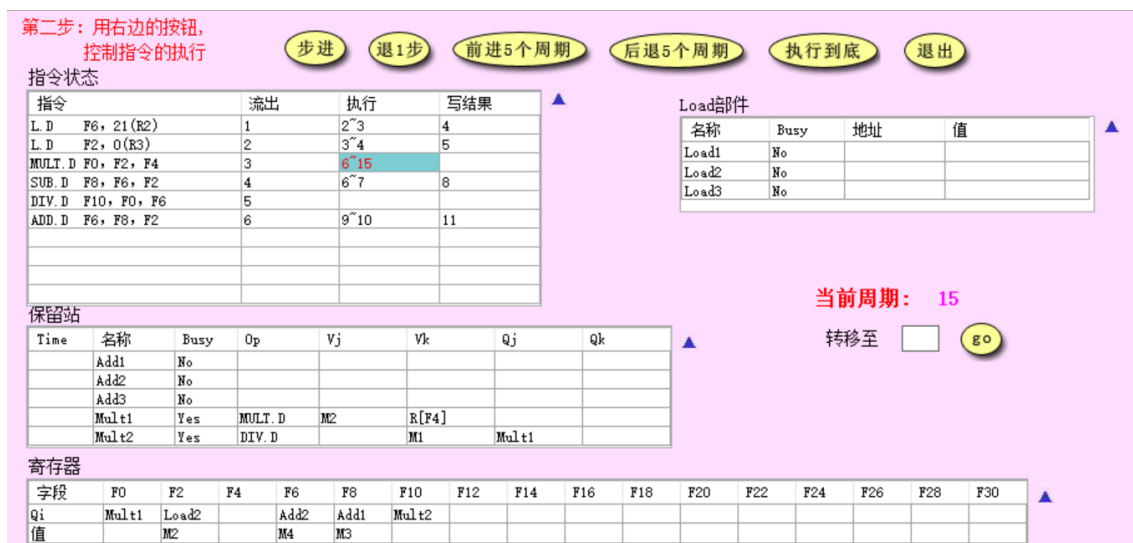 第二步：用右边的按钮，
控制指令的执行
步进 退1步 前进5个周期 后退5个周期 执行到底 退出
指令状态
指令 流出 执行 写结果
L.D F6, 21(R2) 1 2~3 4
L.D F2, 0(R3) 2 3~4 5
MULT.D F0, F2, F4 3 6~15
SUB.D F8, F6, F2 4 6~7 8
DIV.D F10, F0, F6 5
ADD.D F6, F8, F2 6 9~10 11
Load部件
名称 Busy 地址 值
Load1 No
Load2 No
Load3 No
当前周期： 15
转移至 go
保留站
Time 名称 Busy Op Vj Vk Qj Qk
Add1 No
Add2 No
Add3 No
Mult1 Yes MULT.D M2 R[F4]
Mult2 Yes DIV.D M1 Mult1
寄存器
字段 F0 F2 F4 F6 F8 F10 F12 F14 F16 F18 F20 F22 F24 F26 F28 F30
Qi Mult1 Load2 Add2 Add1 Mult2
值 M2 M4 M3